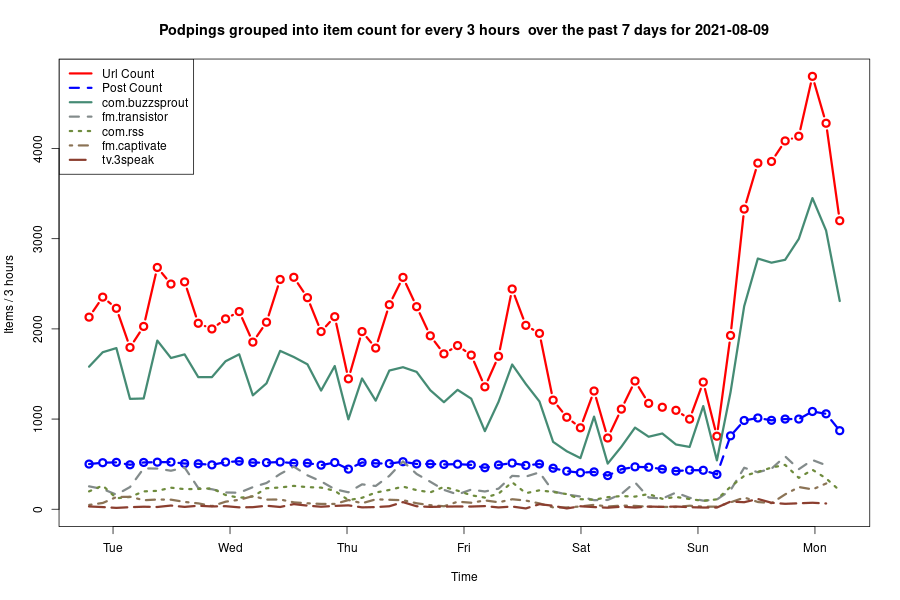 Podpings grouped into item count for every 3 hours  over the past 7 days for 2021-08-09
Url Count
Post Count
com.buzzsprout
fm.transistor
com.rss
fm.captivate
tv.3speak
Items / 3 hours
4000
3000
2000
1000
0
Tue Wed Thu Fri Sat Sun Mon
Time